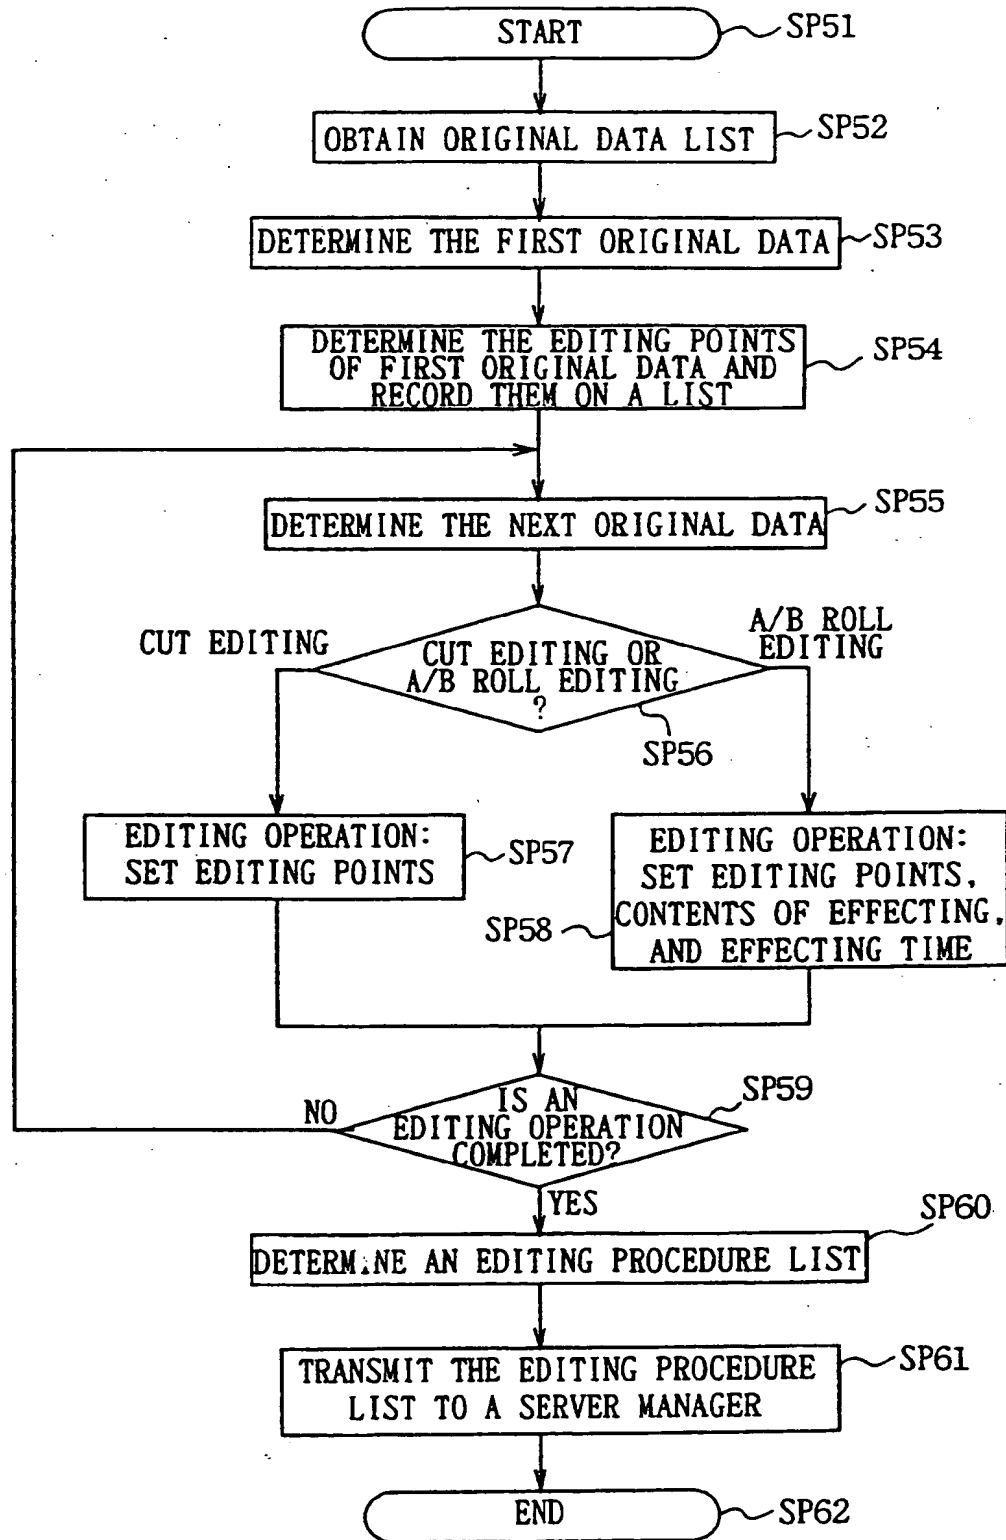 START
SP51
OBTAIN ORIGINAL DATA LIST
SP52
DETERMINE THE FIRST ORIGINAL DATA
SP53
DETERMINE THE EDITING POINTS
OF FIRST ORIGINAL DATA AND
RECORD THEM ON A LIST
SP54
DETERMINE THE NEXT ORIGINAL DATA
SP55
CUT EDITING
CUT EDITING OR
A/B ROLL EDITING
?
A/B ROLL
EDITING
SP56
EDITING OPERATION:
SET EDITING POINTS
SP57
EDITING OPERATION:
SET EDITING POINTS,
CONTENTS OF EFFECTING,
AND EFFECTING TIME
SP58
IS AN
EDITING OPERATION
COMPLETED?
SP59
NO
YES
DETERMINE AN EDITING PROCEDURE LIST
SP60
TRANSMIT THE EDITING PROCEDURE
LIST TO A SERVER MANAGER
SP61
END
SP62